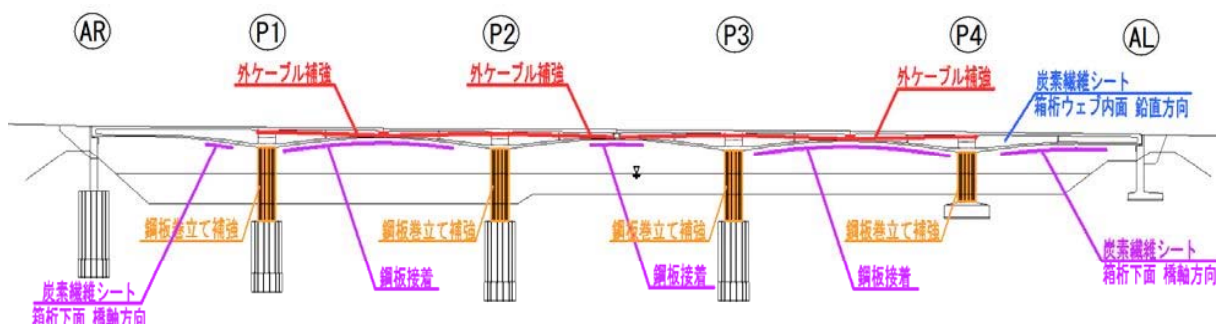 AR
P1
P2
P3
P4
AL
外ケーブル補強
外ケーブル補強
外ケーブル補強
炭素繊維シート
箱桁ウェブ内面 鉛直方向
鋼板巻立て補強
鋼板巻立て補強
鋼板巻立て補強
鋼板巻立て補強
炭素繊維シート
箱桁下面 橋軸方向
鋼板接着
鋼板接着
鋼板接着
炭素繊維シート
箱桁下面 橋軸方向